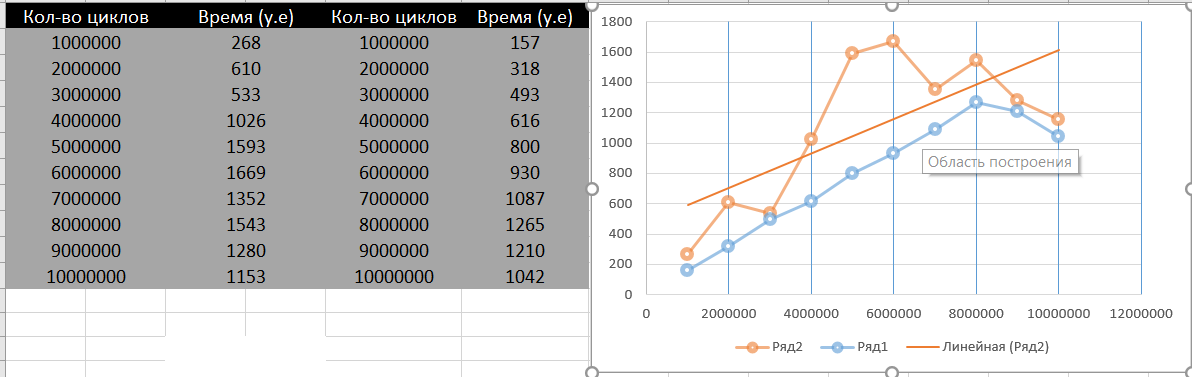 Кол-во циклов Время (у.е) Кол-во циклов Время (у.е)
1000000 268 1000000 157
2000000 610 2000000 318
3000000 533 3000000 493
4000000 1026 4000000 616
5000000 1593 5000000 800
6000000 1669 6000000 930
7000000 1352 7000000 1087
8000000 1543 8000000 1265
9000000 1280 9000000 1210
10000000 1153 10000000 1042
1800
1600
1400
1200
1000
800
600
400
200
0
Область построения
0 2000000 4000000 6000000 8000000 10000000 12000000
Ряд2 Ряд1 Линейная (Ряд2)